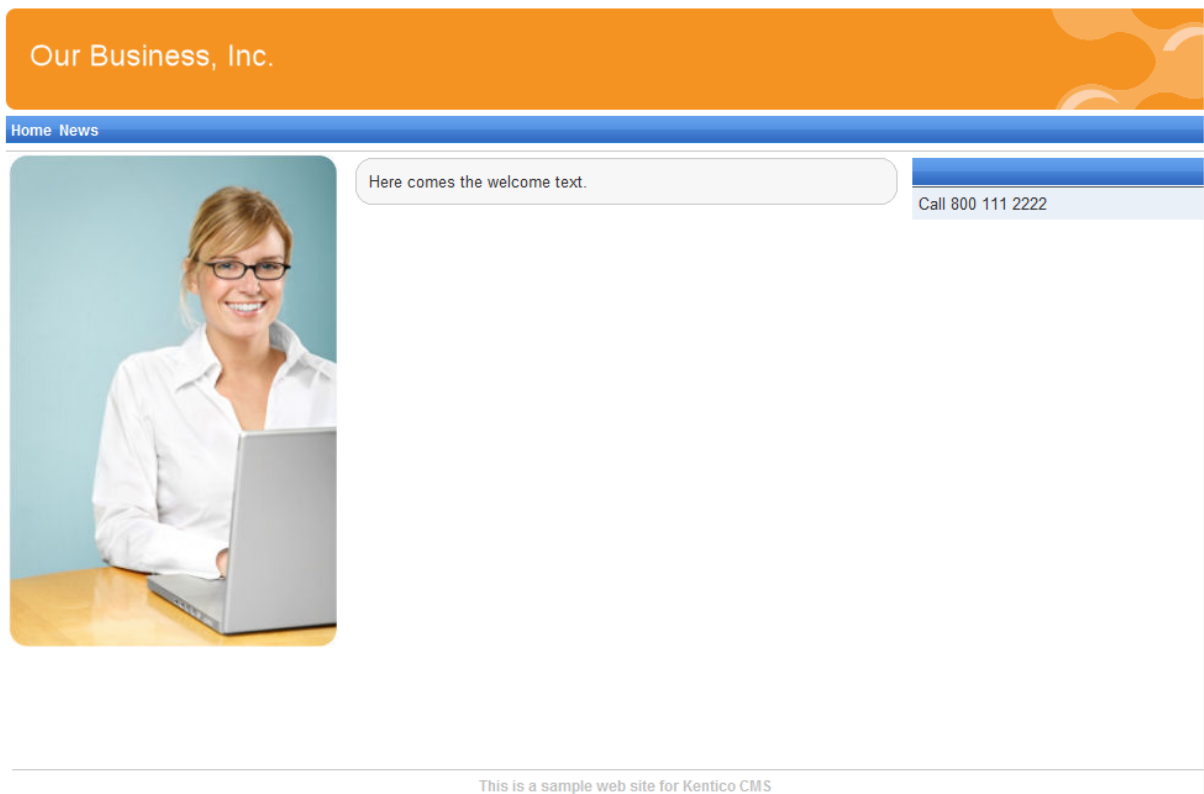 Our Business, Inc.
Home News
Here comes the welcome text.
Call 800 111 2222
This is a sample web site for Kentico CMS